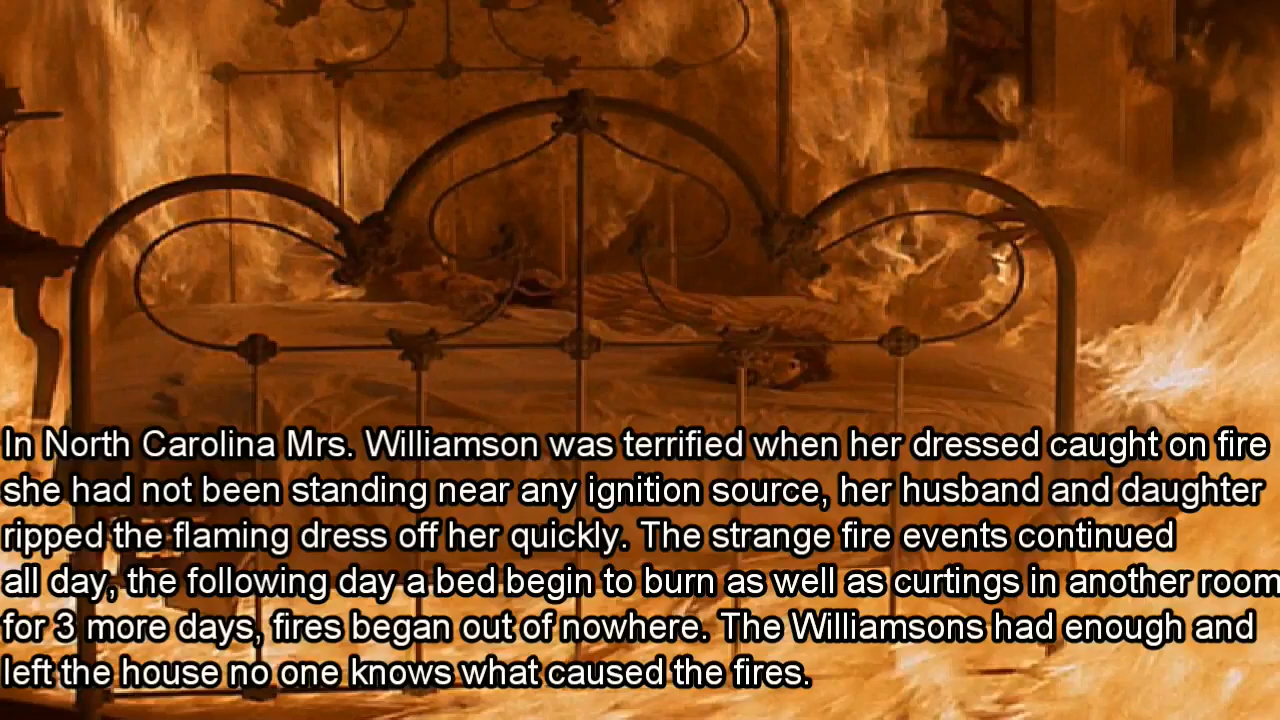 In North Carolina Mrs. Williamson was terrified when her dressed caught on fire
she had not been standing near any ignition source, her husband and daughter
ripped the flaming dress off her quickly. The strange fire events continued
all day, the following day a bed begin to burn as well as curtings in another room
for 3 more days, fires began out of nowhere. The Williamsons had enough and
left the house no one knows what caused the fires.